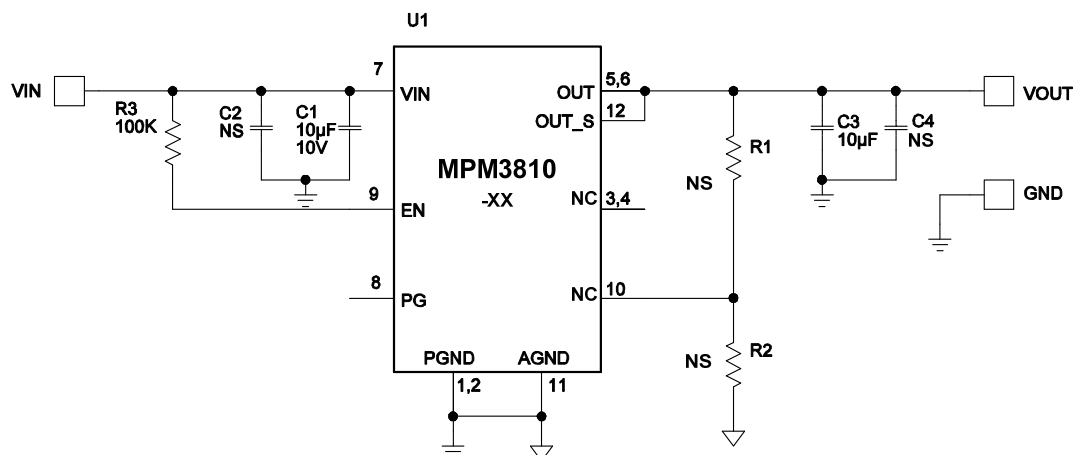 U1
7
5,6
VIN
VIN
OUT
VOUT
R3
100K
C2
NS
C1
10µF
10V
12
OUT_S
C3
10µF
C4
NS
R1
NS
MPM3810
-XX
9
EN
NC
3,4
GND
8
PG
NC
10
PGND
AGND
1,2
11
NS
R2